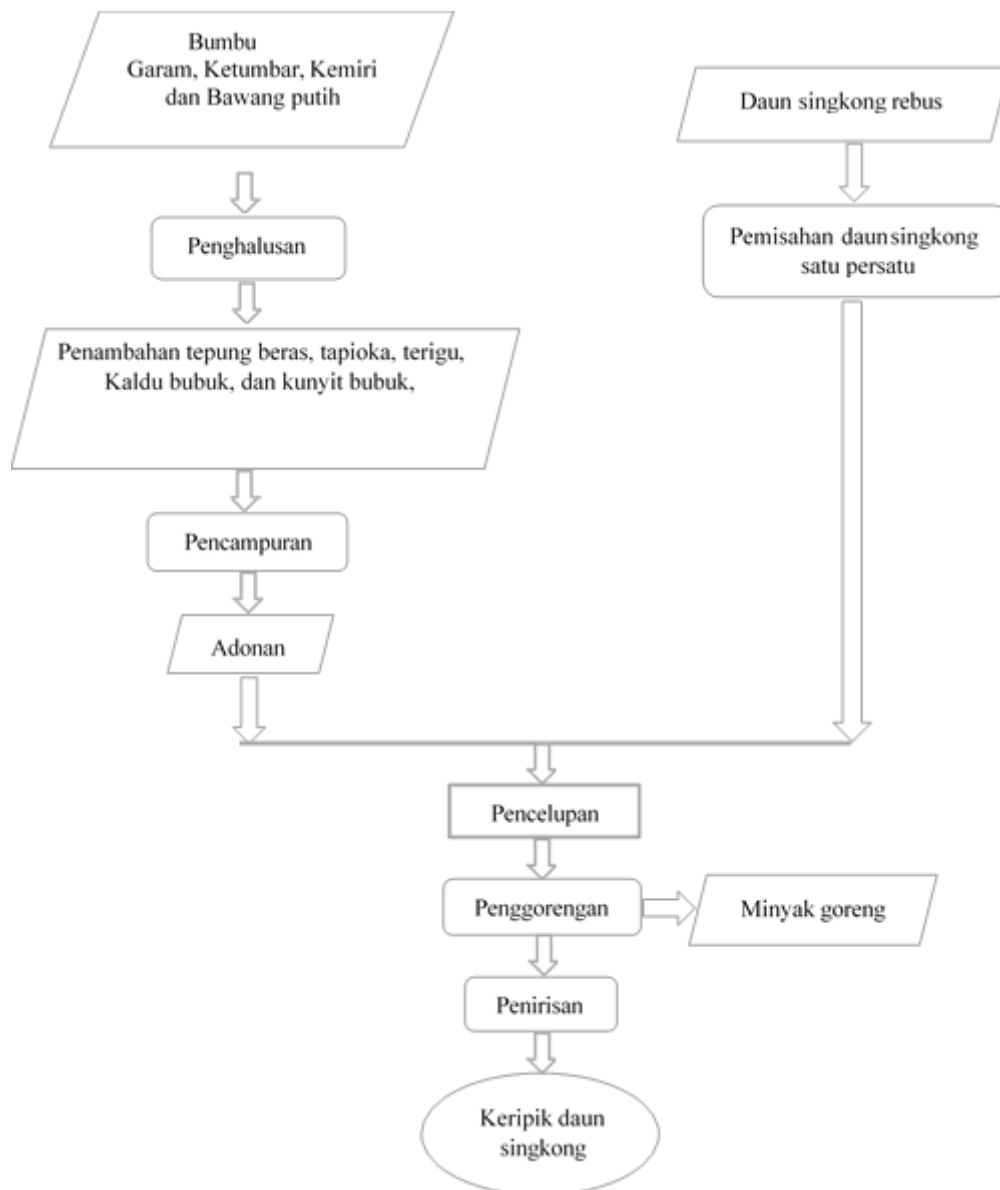 Bumbu
Garam, Ketumbar, Kemiri
dan Bawang putih
Penghalusan
Penambahan tepung beras, tapioka, terigu,
Kaldu bubuk, dan kunyit bubuk,
Pencampuran
Adonan
Daun singkong rebus
Pemisahan daun singkong
satu persatu
Pencelupan
Penggorengan
Minyak goreng
Penirisan
Keripik daun
singkong